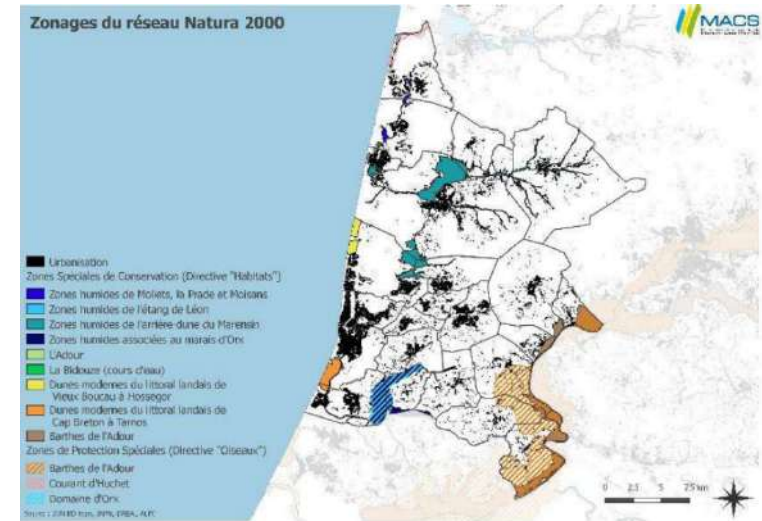 Zonages du réseau Natura 2000
MACS
Urbanisation
Zones Spéciales de Conservation (Directive "Habitats")
Zones humides de Moliets, la Prade et Moisans
Zones humides de l'étang de Léon
Zones humides de l'arrière dune du Marensin
Zones humides associées au marais d'Orx
L'Adour
La Bidouze (cours d'eau)
Dunes modernes du littoral landais de
Vieux Boucau à Hossegor
Dunes modernes du littoral landais de
Cap Breton à Tarnos
Barthes de l'Adour
Zones de Protection Spéciales (Directive "Oiseaux")
Barthes de l'Adour
Courant d'Huchet
Domaine d'Orx
0 2,5 5